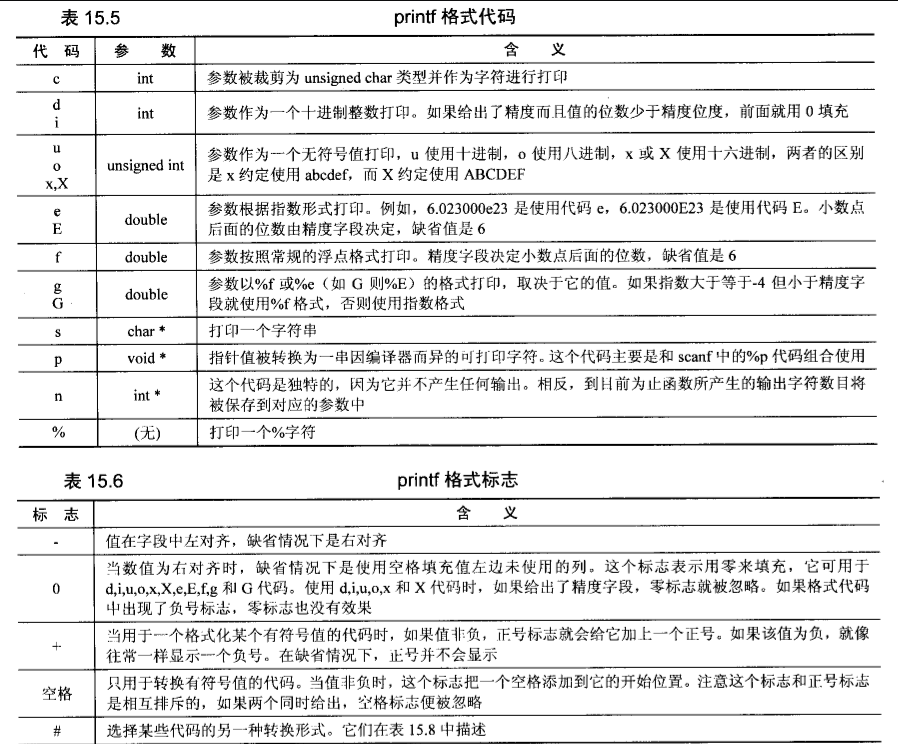 表 15.5 printf 格式代码
代 码 参 数 含 义
c int 参数被裁剪为 unsigned char 类型并作为字符进行打印
d
i int 参数作为一个十进制整数打印。如果给出了精度而且值的位数少于精度位度，前面就用 0 填充
u
o unsigned int 参数作为一个无符号值打印，u 使用十进制，o 使用八进制，x 或 X 使用十六进制，两者的区别
x,X 是 x 约定使用 abcdef，而 X 约定使用 ABCDEF
e double 参数根据指数形式打印。例如，6.023000e23 是使用代码 e，6.023000E23 是使用代码 E。小数点
E 后面的位数由精度字段决定，缺省值是 6
f double 参数按照常规的浮点格式打印。精度字段决定小数点后面的位数，缺省值是 6
g double 参数以%f 或%e（如 G 则%E）的格式打印，取决于它的值。如果指数大于等于-4 但小于精度字
G 段就使用%f 格式，否则使用指数格式
s char * 打印一个字符串
p void * 指针值被转换为一串因编译器而异的可打印字符。这个代码主要是和 scanf 中的%p 代码组合使用
n int * 这个代码是独特的，因为它并不产生任何输出。相反，到目前为止函数所产生的输出字符数目将
被保存到对应的参数中
% (无) 打印一个%字符
表 15.6 printf 格式标志
标 志 含 义
- 值在字段中左对齐，缺省情况下是右对齐
0 当数值为右对齐时，缺省情况下是使用空格填充值左边未使用的列。这个标志表示用零来填充，它可用于
d,i,u,o,x,X,e,E,f,g 和 G 代码。使用 d,i,u,o,x 和 X 代码时，如果给出了精度字段，零标志就被忽略。如果格式代码
中出现了负号标志，零标志也没有效果
+ 当用于一个格式化某个有符号值的代码时，如果值非负，正号标志就会给它加上一个正号。如果该值为负，就像
往常一样显示一个负号。在缺省情况下，正号并不会显示
空格 只用于转换有符号值的代码。当值非负时，这个标志把一个空格添加到它的开始位置。注意这个标志和正号标志
是相互排斥的，如果两个同时给出，空格标志便被忽略
# 选择某些代码的另一种转换形式。它们在表 15.8 中描述